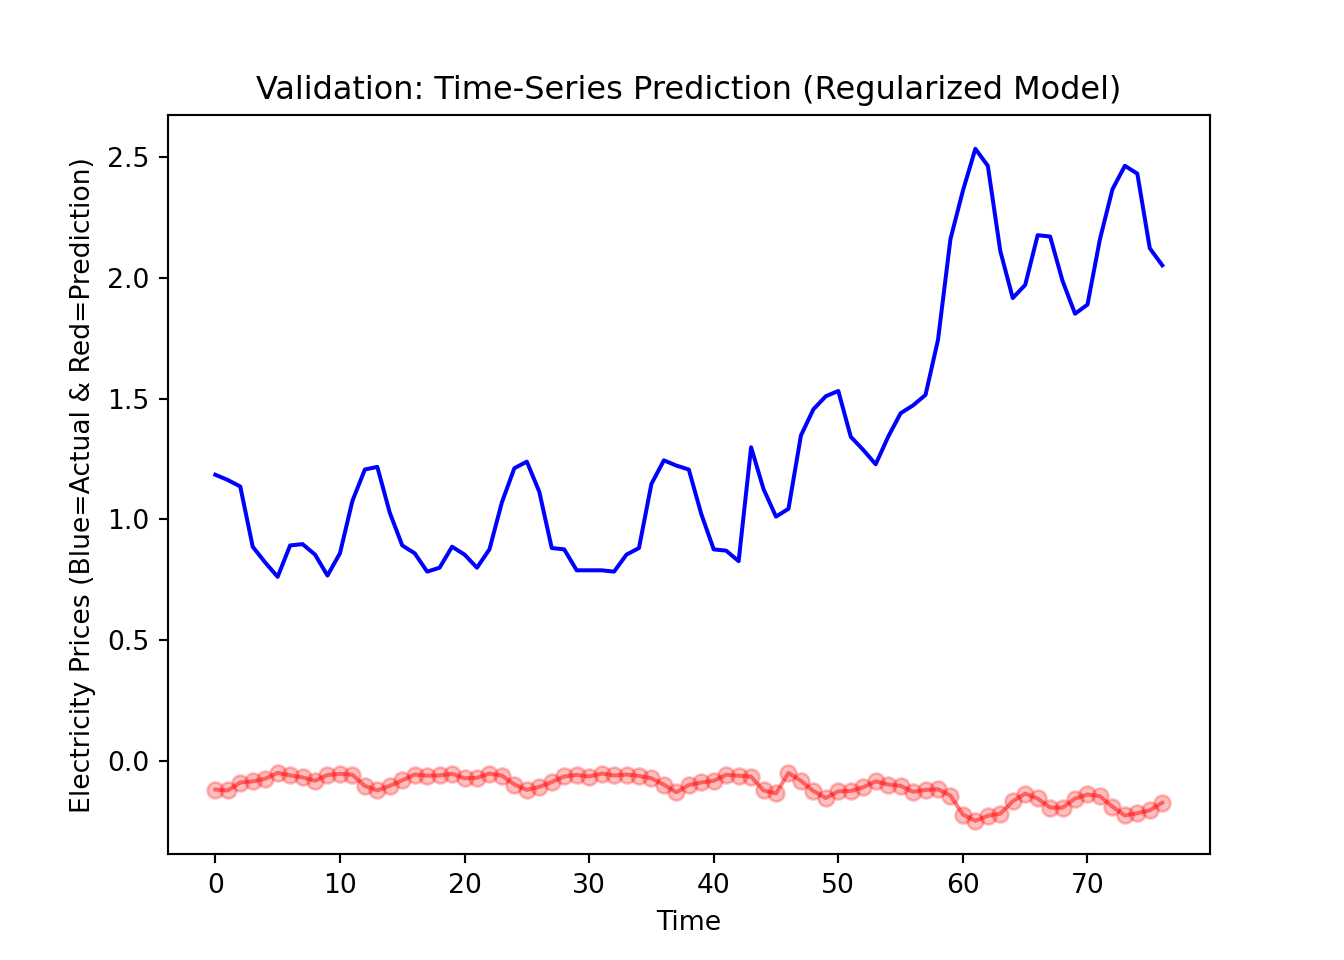 Validation: Time-Series Prediction (Regularized Model)
Electricity Prices (Blue=Actual & Red=Prediction)
2.5
2.0
1.5
1.0
0.5
0.0
0 10 20 30 40 50 60 70
Time